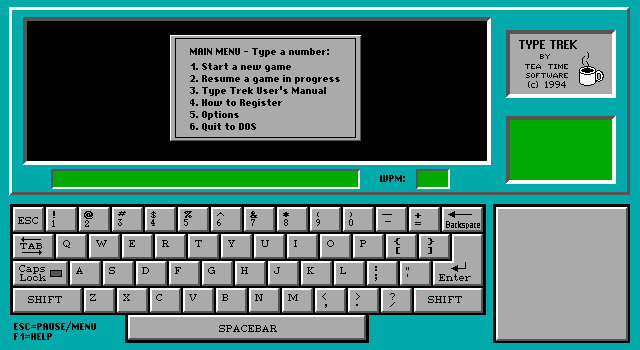 MAIN MENU - Type a number:
1. Start a new game
2. Resume a game in progress
3. Type Trek User's Manual
4. How to Register
5. Options
6. Quit to DOS
TYPE TREK
BY
TEA TIME
SOFTWARE
(c) 1994
WPM:
ESC ! 1 @ 2 # 3 $ 4 % 5 ^ 6 & 7 * 8 ( 9 ) 0 — - + = Backspace
TAB Q W E R T Y U I O P { [ } ]
Caps Lock A S D F G H J K L : ; " ' Enter
SHIFT Z X C V B N M < , > . ? / SHIFT
SPACEBAR
ESC=PAUSE/MENU
F1=HELP